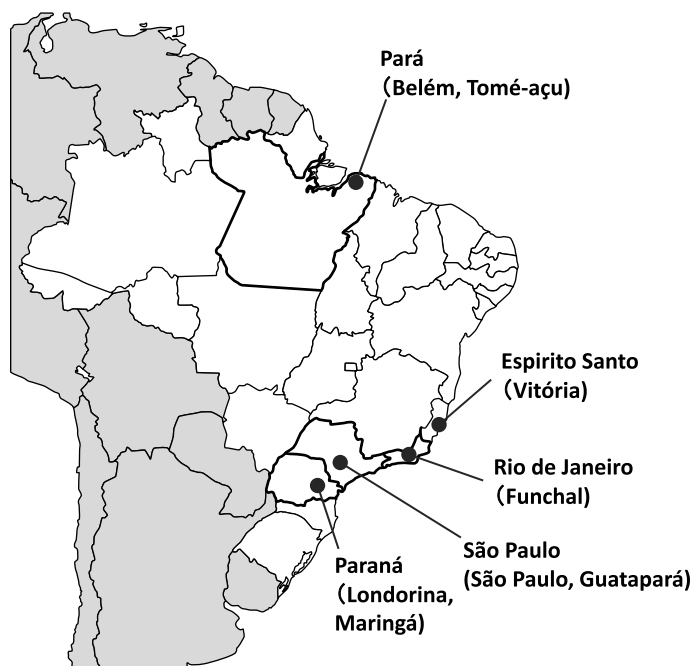 Pará
（Belém, Tomé-açu)
Espirito Santo
（Vitória)
Rio de Janeiro
（Funchal)
São Paulo
(São Paulo, Guatapará)
Paraná
（Londorina,
Maringá)